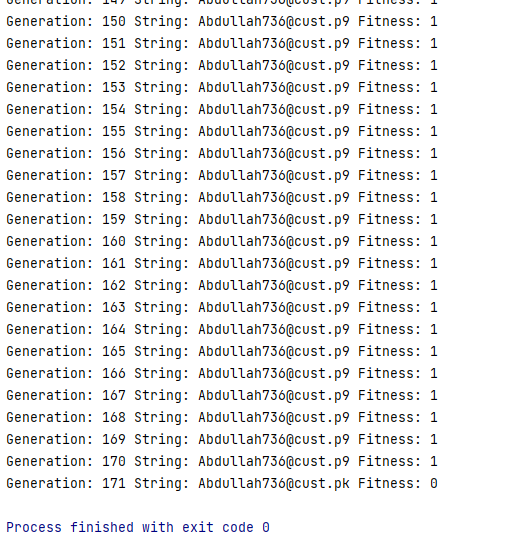 Generation: 149 String: Abdullah736@cust.p9 Fitness: 1
Generation: 150 String: Abdullah736@cust.p9 Fitness: 1
Generation: 151 String: Abdullah736@cust.p9 Fitness: 1
Generation: 152 String: Abdullah736@cust.p9 Fitness: 1
Generation: 153 String: Abdullah736@cust.p9 Fitness: 1
Generation: 154 String: Abdullah736@cust.p9 Fitness: 1
Generation: 155 String: Abdullah736@cust.p9 Fitness: 1
Generation: 156 String: Abdullah736@cust.p9 Fitness: 1
Generation: 157 String: Abdullah736@cust.p9 Fitness: 1
Generation: 158 String: Abdullah736@cust.p9 Fitness: 1
Generation: 159 String: Abdullah736@cust.p9 Fitness: 1
Generation: 160 String: Abdullah736@cust.p9 Fitness: 1
Generation: 161 String: Abdullah736@cust.p9 Fitness: 1
Generation: 162 String: Abdullah736@cust.p9 Fitness: 1
Generation: 163 String: Abdullah736@cust.p9 Fitness: 1
Generation: 164 String: Abdullah736@cust.p9 Fitness: 1
Generation: 165 String: Abdullah736@cust.p9 Fitness: 1
Generation: 166 String: Abdullah736@cust.p9 Fitness: 1
Generation: 167 String: Abdullah736@cust.p9 Fitness: 1
Generation: 168 String: Abdullah736@cust.p9 Fitness: 1
Generation: 169 String: Abdullah736@cust.p9 Fitness: 1
Generation: 170 String: Abdullah736@cust.p9 Fitness: 1
Generation: 171 String: Abdullah736@cust.pk Fitness: 0
Process finished with exit code 0